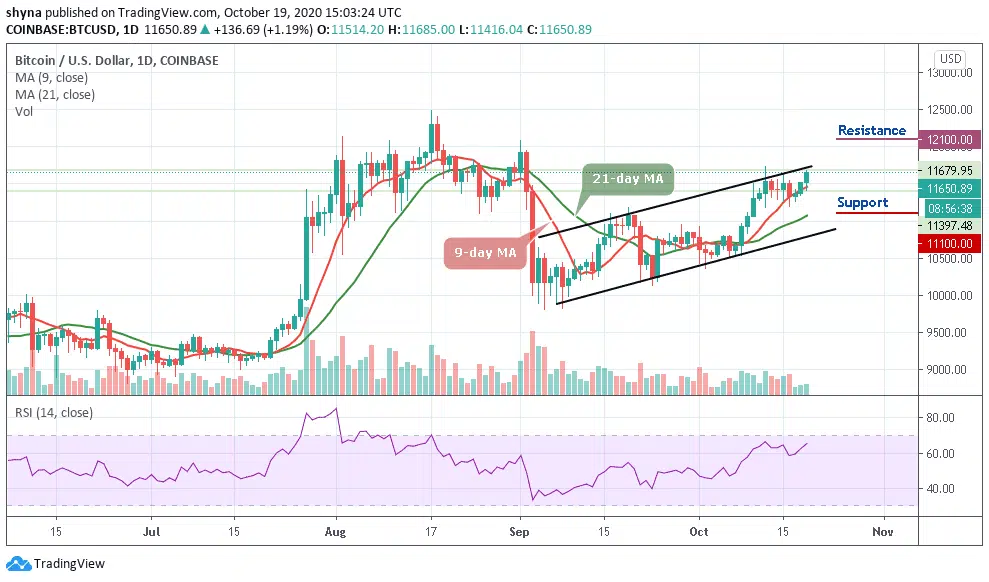 shyna published on TradingView.com, October 19, 2020 15:03:24 UTC
COINBASE:BTCUSD, 1D 11650.89 ▲ +136.69 (+1.19%) O:11514.20 H:11685.00 L:11416.04 C:11650.89
Bitcoin / U.S. Dollar, 1D, COINBASE
MA (9, close)
MA (21, close)
Vol
USD
13000.00
12500.00
Resistance
12100.00
11679.95
21-day MA
11650.89
Support
08:56:38
11397.48
9-day MA
11100.00
10500.00
10000.00
9500.00
9000.00
RSI (14, close)
80.00
60.00
40.00
15 Jul 15 Aug 17 Sep 15 Oct 15 Nov
TradingView